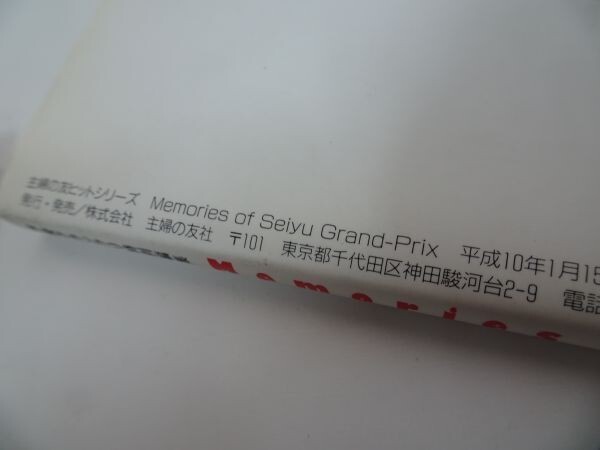 主婦の友ヒットシリーズ Memories of Seiyu Grand-Prix 平成10年1月15
発行・発売／株式会社 主婦の友社 〒101 東京都千代田区神田駿河台2-9 電話
Memories